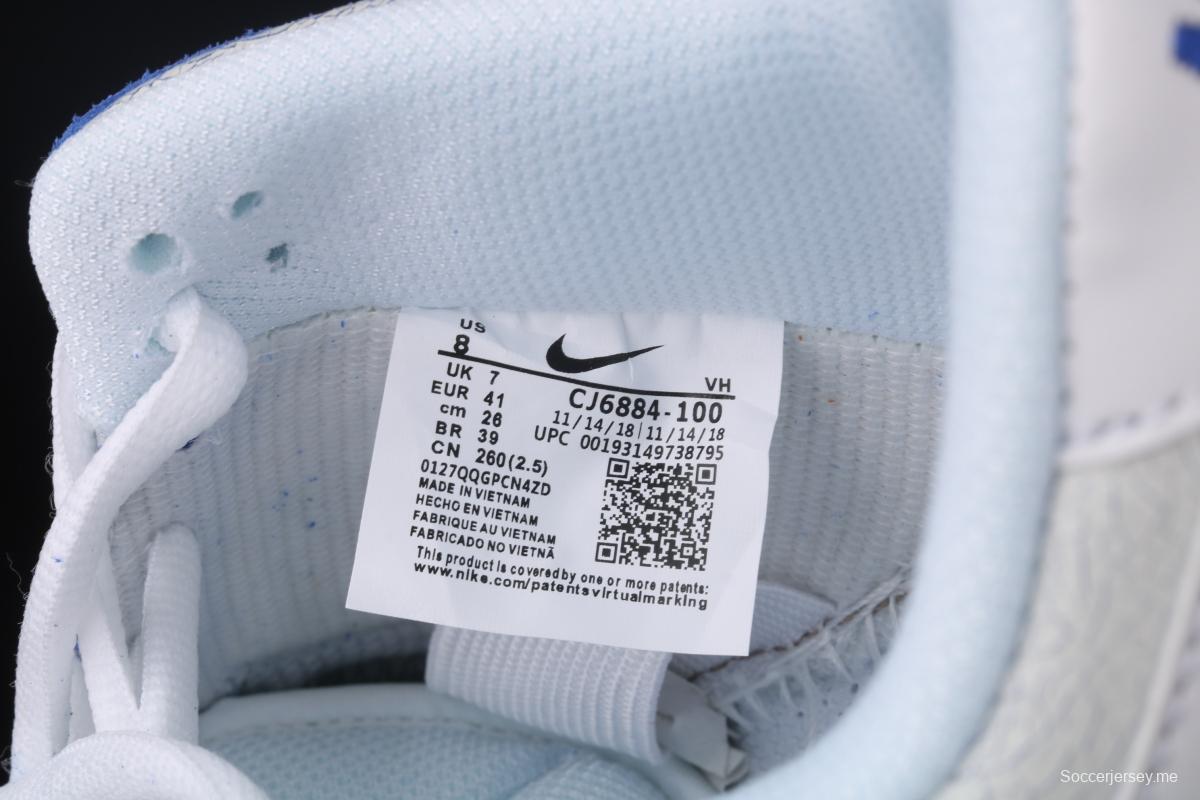 US
8
VH
UK 7
EUR 41
cm 26
BR 39
CN 260(2.5)
CJ6884-100
11/14/18|11/14/18
UPC 00193149738795
0127QQGPCN4ZD
MADE IN VIETNAM
HECHO EN VIETNAM
FABRIQUE AU VIETNAM
FABRICADO NO VIETNÃ
This product is covered by one or more patents:
www.nike.com/patentsvirtualmarking
Soccerjersey.me